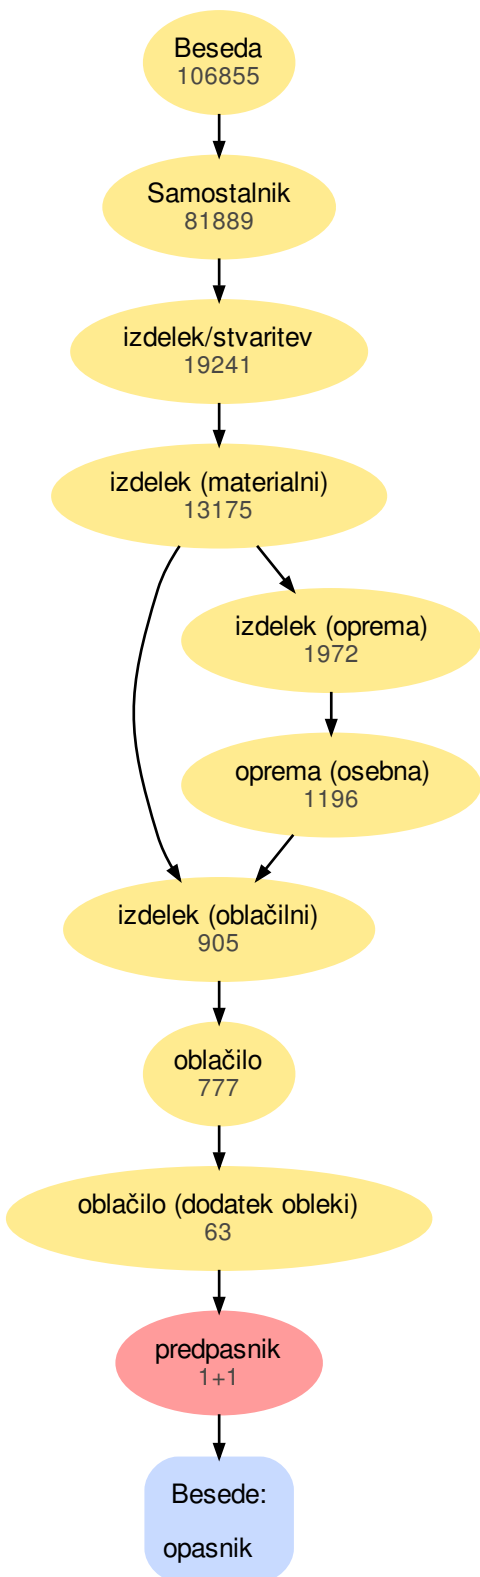 Beseda
106855
Samostalnik
81889
izdelek/stvaritev
19241
izdelek (materialni)
13175
izdelek (oprema)
1972
oprema (osebna)
1196
izdelek (oblačilni)
905
oblačilo
777
oblačilo (dodatek obleki)
63
predpasnik
1+1
Besede:
opasnik